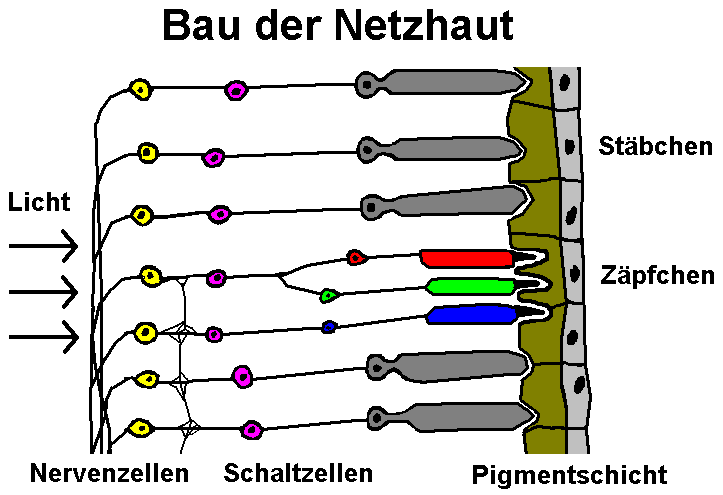 Bau der Netzhaut
Stäbchen
Licht
Zäpfchen
Nervenzellen
Schaltzellen
Pigmentschicht